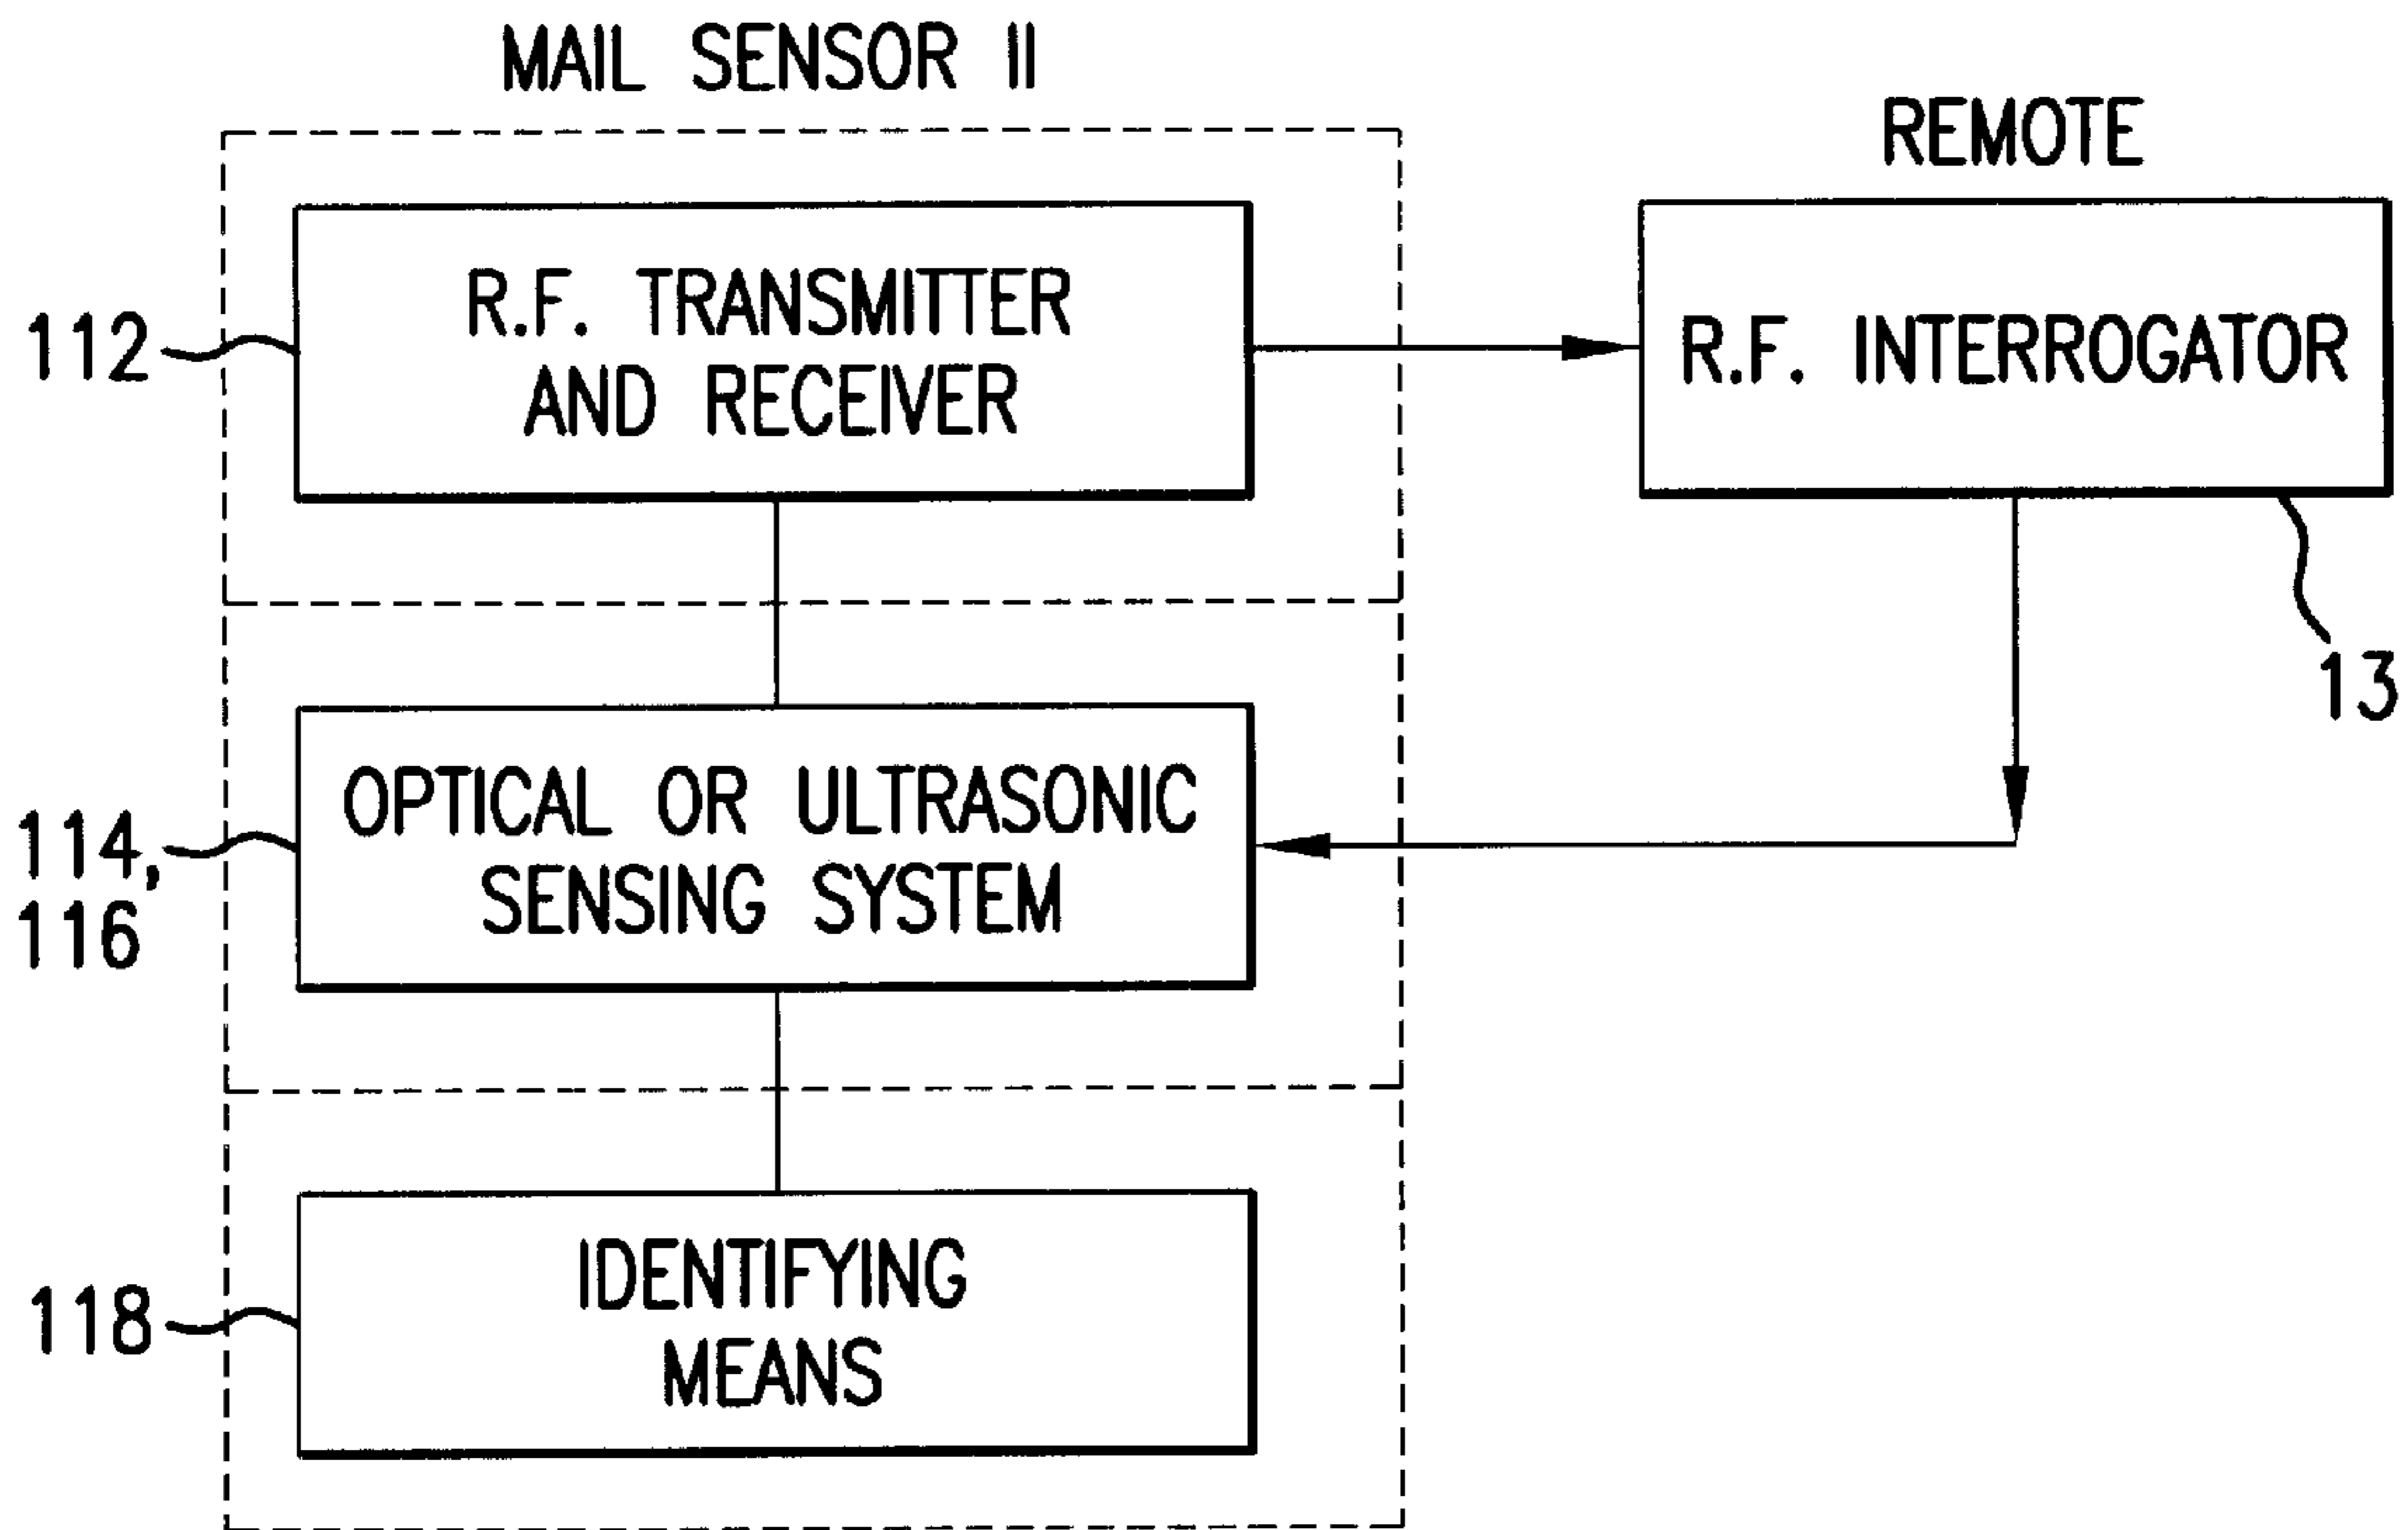 MAIL SENSOR 11
REMOTE
112
R.F. TRANSMITTER
AND RECEIVER
R.F. INTERROGATOR
13
114,
116
OPTICAL OR ULTRASONIC
SENSING SYSTEM
118
IDENTIFYING
MEANS